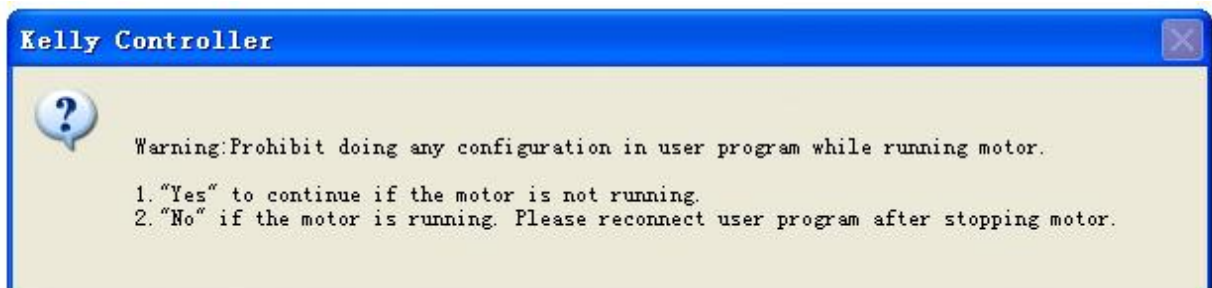 Kelly Controller
Warning:Prohibit doing any configuration in user program while running motor.
1."Yes" to continue if the motor is not running.
2."No" if the motor is running. Please reconnect user program after stopping motor.